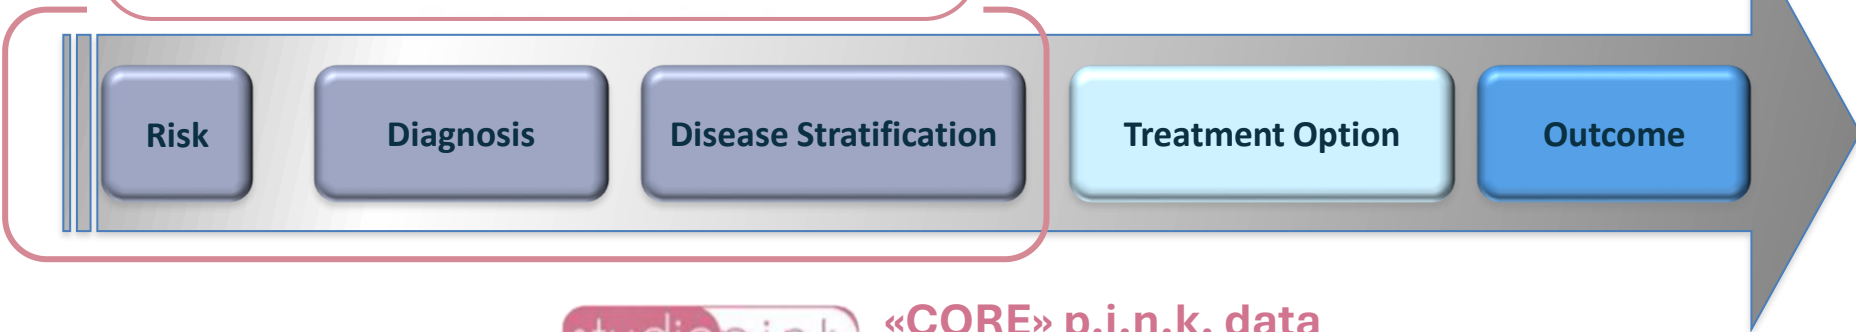 Risk
Diagnosis
Disease Stratification
Treatment Option
Outcome
«CORE» p.i.n.k. data